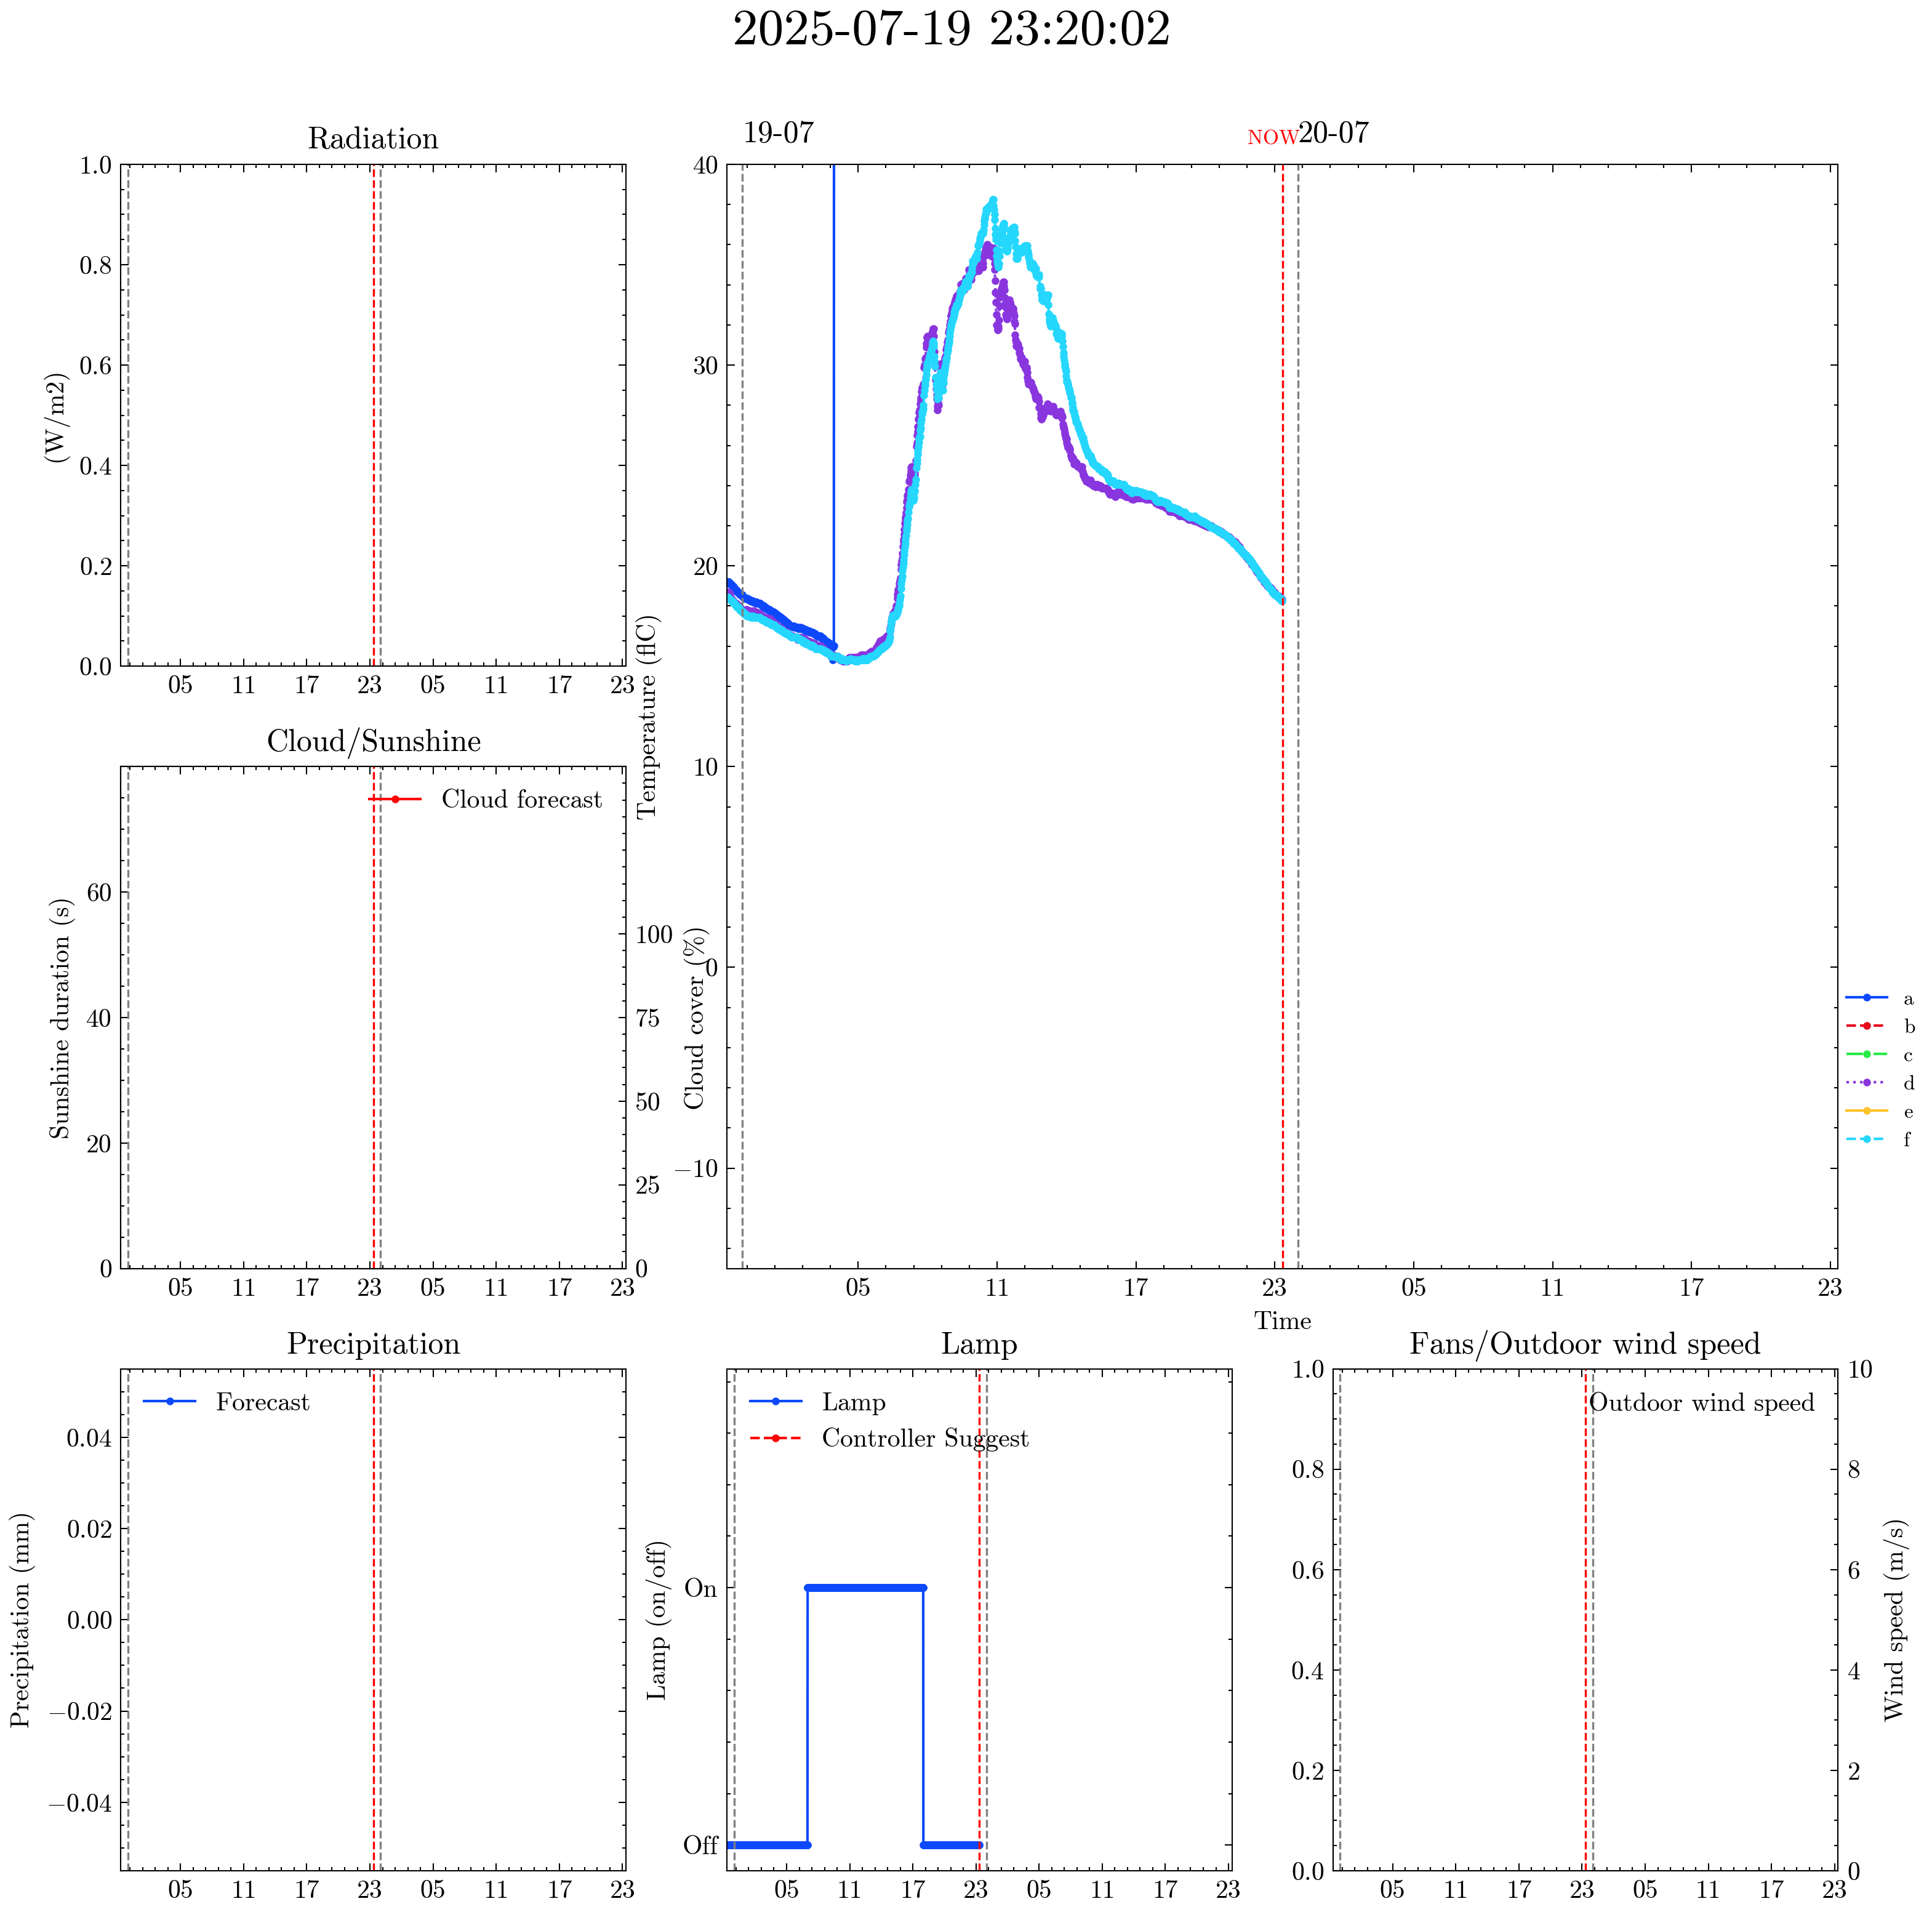 2025-07-19 23:20:02
Radiation
(W/m2)
1.0
0.8
0.6
0.4
0.2
0.0
05 11 17 23 05 11 17 23
19-07
NOW
20-07
Temperature (flC)
40
30
20
10
0
−10
05 11 17 23 05 11 17 23
Time
a
b
c
d
e
f
Cloud/Sunshine
Cloud forecast
Sunshine duration (s)
60
40
20
0
Cloud cover (%)
100
75
50
25
0
05 11 17 23 05 11 17 23
Precipitation
Forecast
Precipitation (mm)
0.04
0.02
0.00
−0.02
−0.04
05 11 17 23 05 11 17 23
Lamp
Lamp
Controller Suggest
Lamp (on/off)
On
Off
05 11 17 23 05 11 17 23
Fans/Outdoor wind speed
Outdoor wind speed
1.0
0.8
0.6
0.4
0.2
0.0
10
8
6
4
2
0
Wind speed (m/s)
05 11 17 23 05 11 17 23